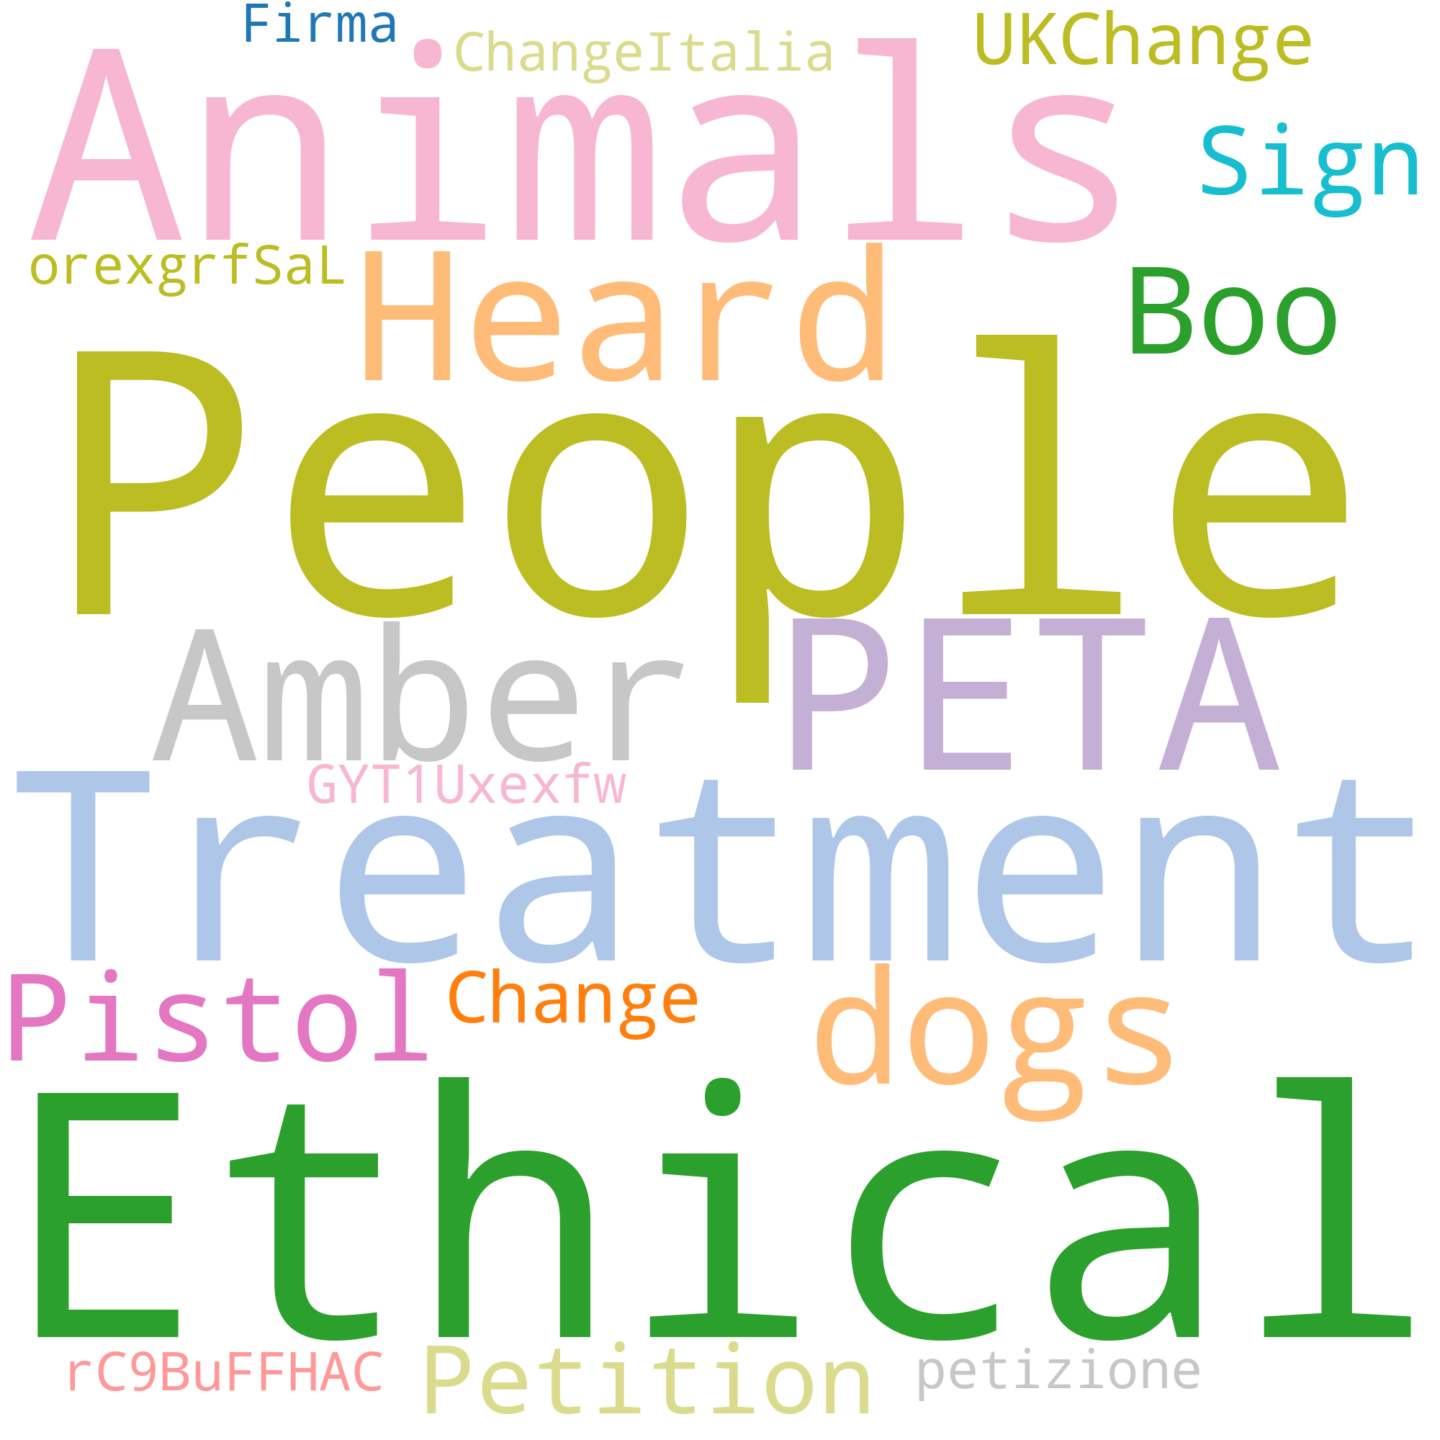 Firma
ChangeItalia
UKChange
Animals
Sign
orexgrfSaL
Heard
Boo
People
Amber
PETA
GYT1Uxexfw
Treatment
Pistol
Change
dogs
Ethical
rC9BuFFHAC
Petition
petizione